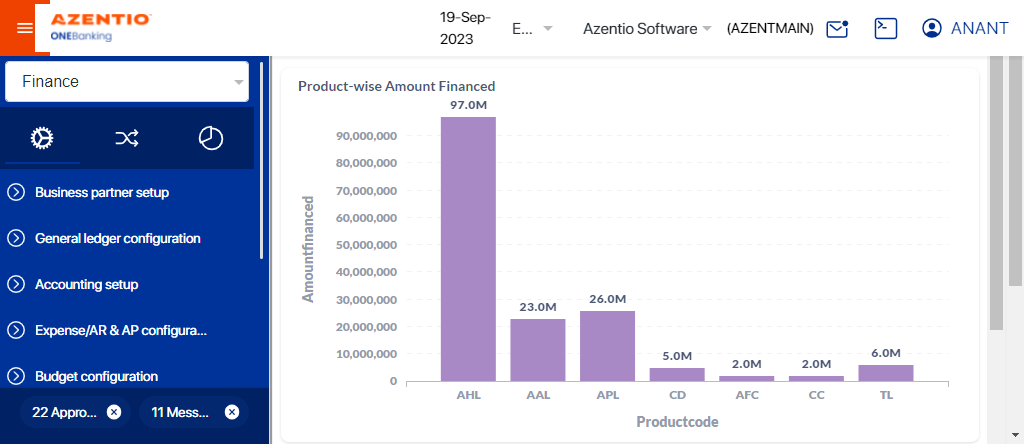 AZENTIO
ONEBanking
19-Sep-
2023
E...
Azentio Software
(AZENTMAIN)
ANANT
Finance
Business partner setup
General ledger configuration
Accounting setup
Expense/AR & AP configura...
Budget configuration
22 Appro...
11 Mess...
Product-wise Amount Financed
97.0M
90,000,000
80,000,000
70,000,000
60,000,000
50,000,000
40,000,000
30,000,000
20,000,000
10,000,000
0
Amountfinanced
23.0M
26.0M
5.0M
2.0M
2.0M
6.0M
AHL AAL APL CD AFC CC TL
Productcode